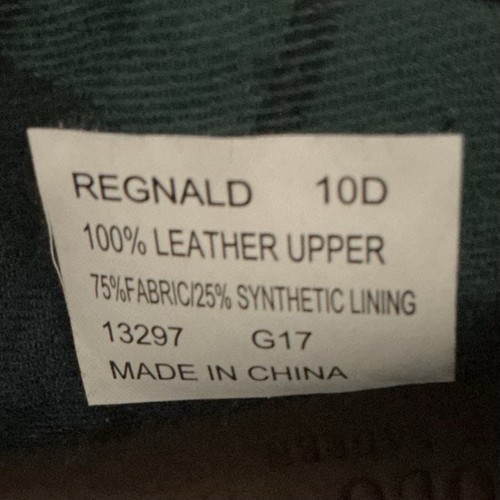 REGNALD 10D
100% LEATHER UPPER
75%FABRIC/25% SYNTHETIC LINING
13297 G17
MADE IN CHINA